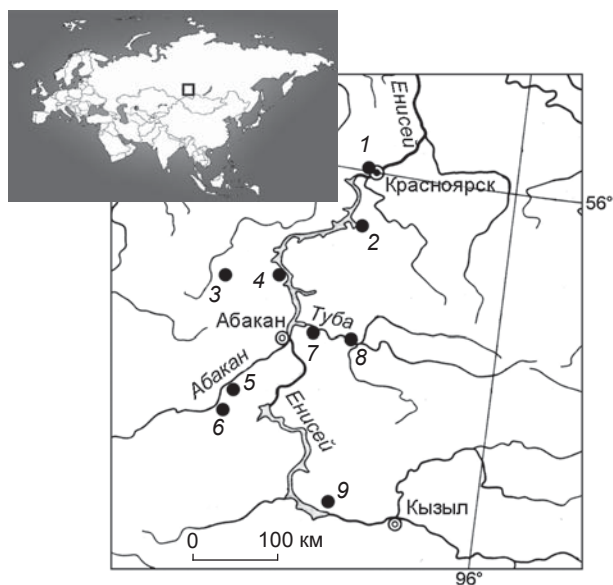 Енисей
1
Красноярск
56°
2
3
4
Туба
Абакан
7
8
Абакан
5
6
Енисей
9
Кызыл
0 100 км
96°